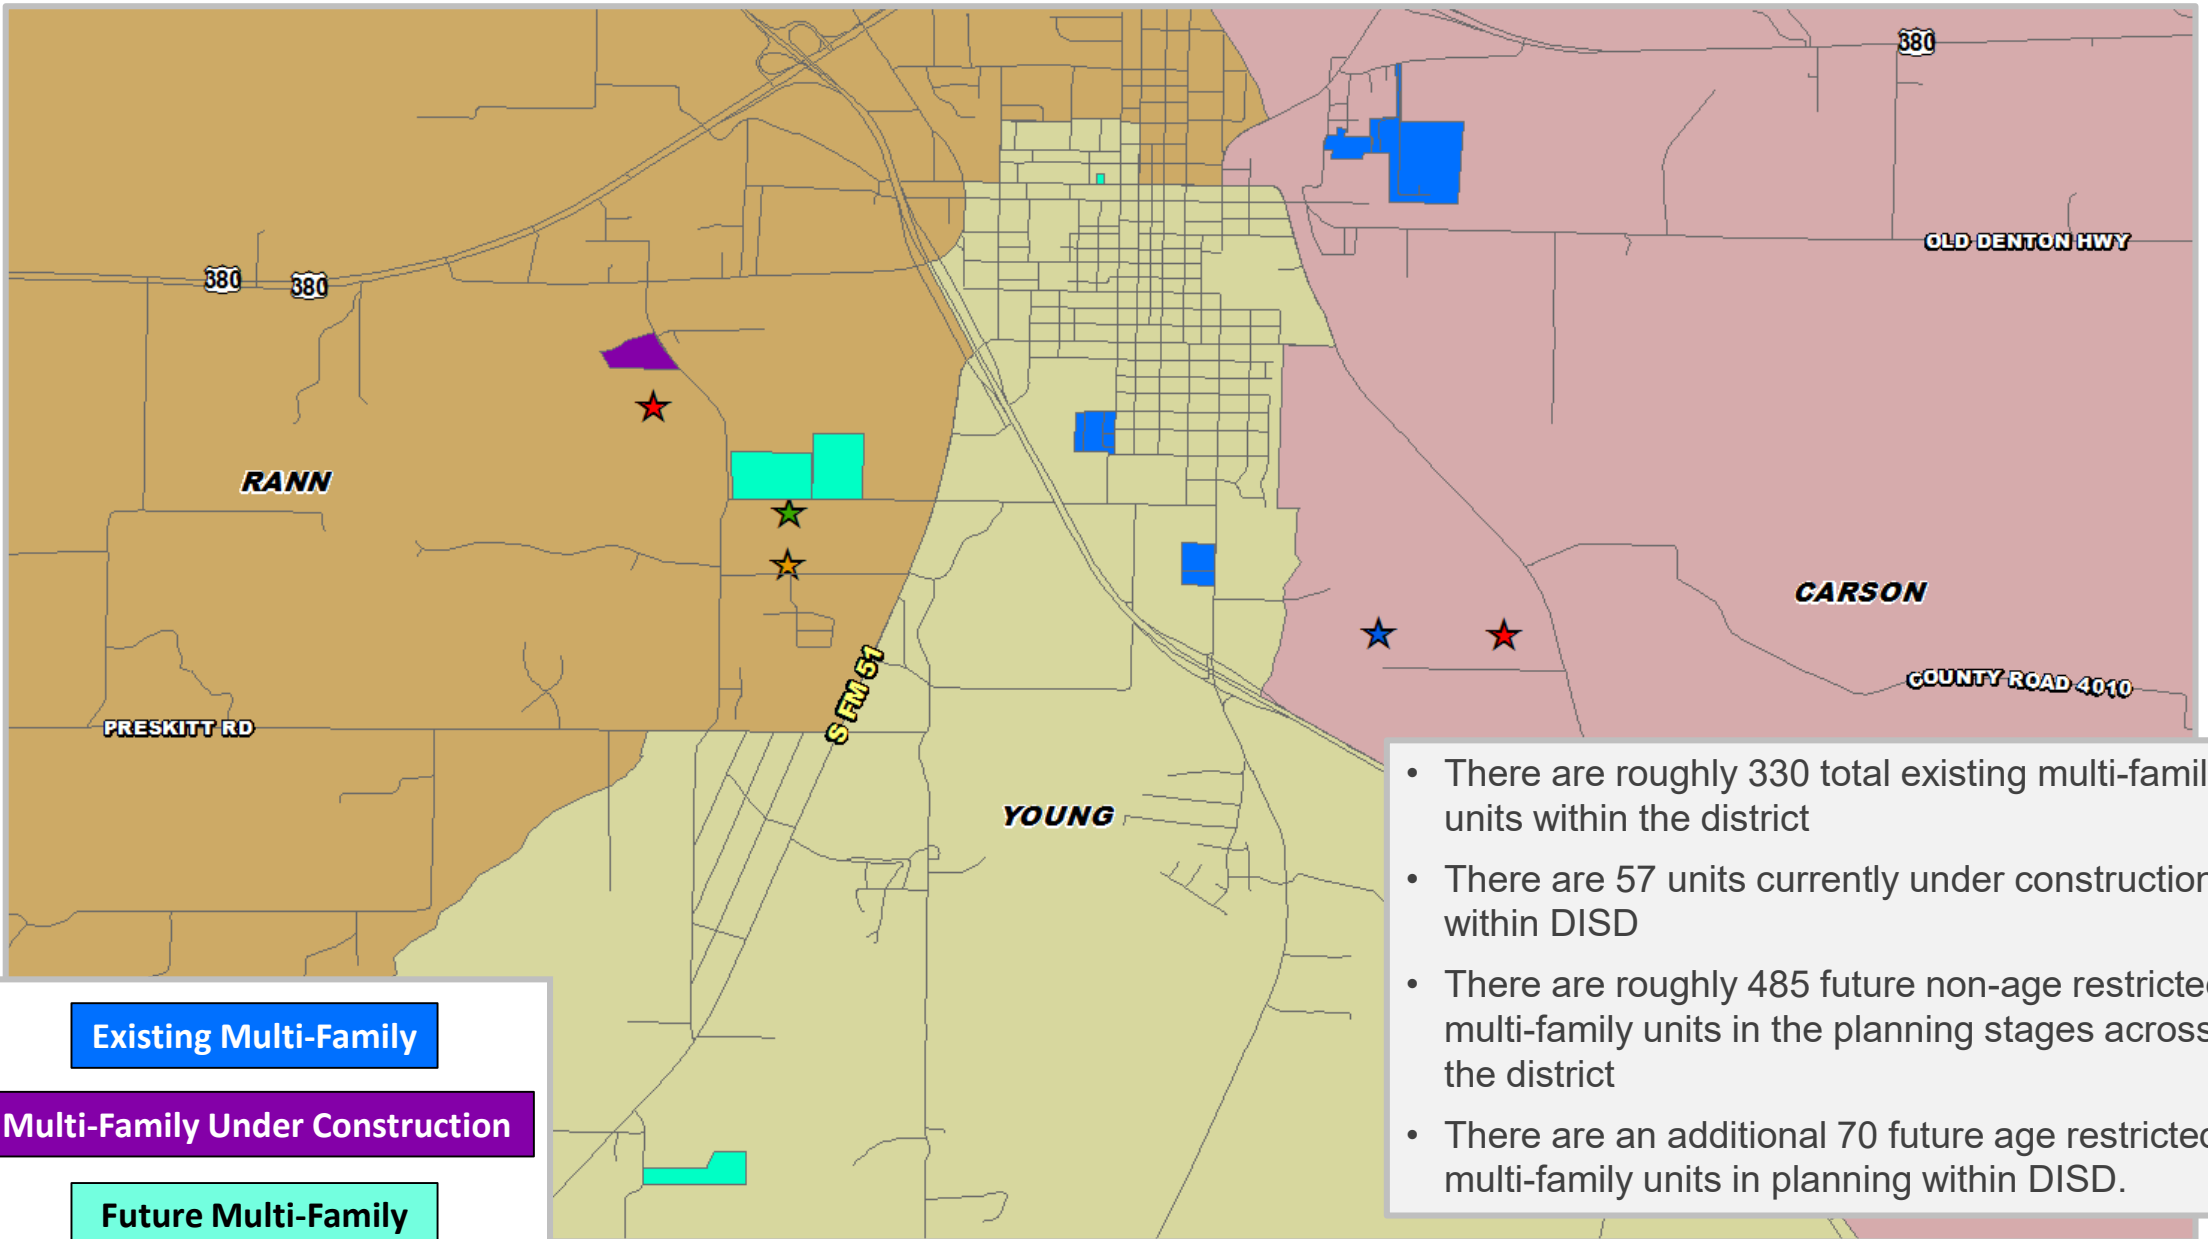 380
OLD DENTON HWY
380
380
RANN
CARSON
S FM 51
COUNTY ROAD 4010
PRESKITT RD
YOUNG
• There are roughly 330 total existing multi-famil
units within the district
• There are 57 units currently under construction
within DISD
• There are roughly 485 future non-age restricted
multi-family units in the planning stages across
the district
• There are an additional 70 future age restricted
multi-family units in planning within DISD.
Existing Multi-Family
Multi-Family Under Construction
Future Multi-Family